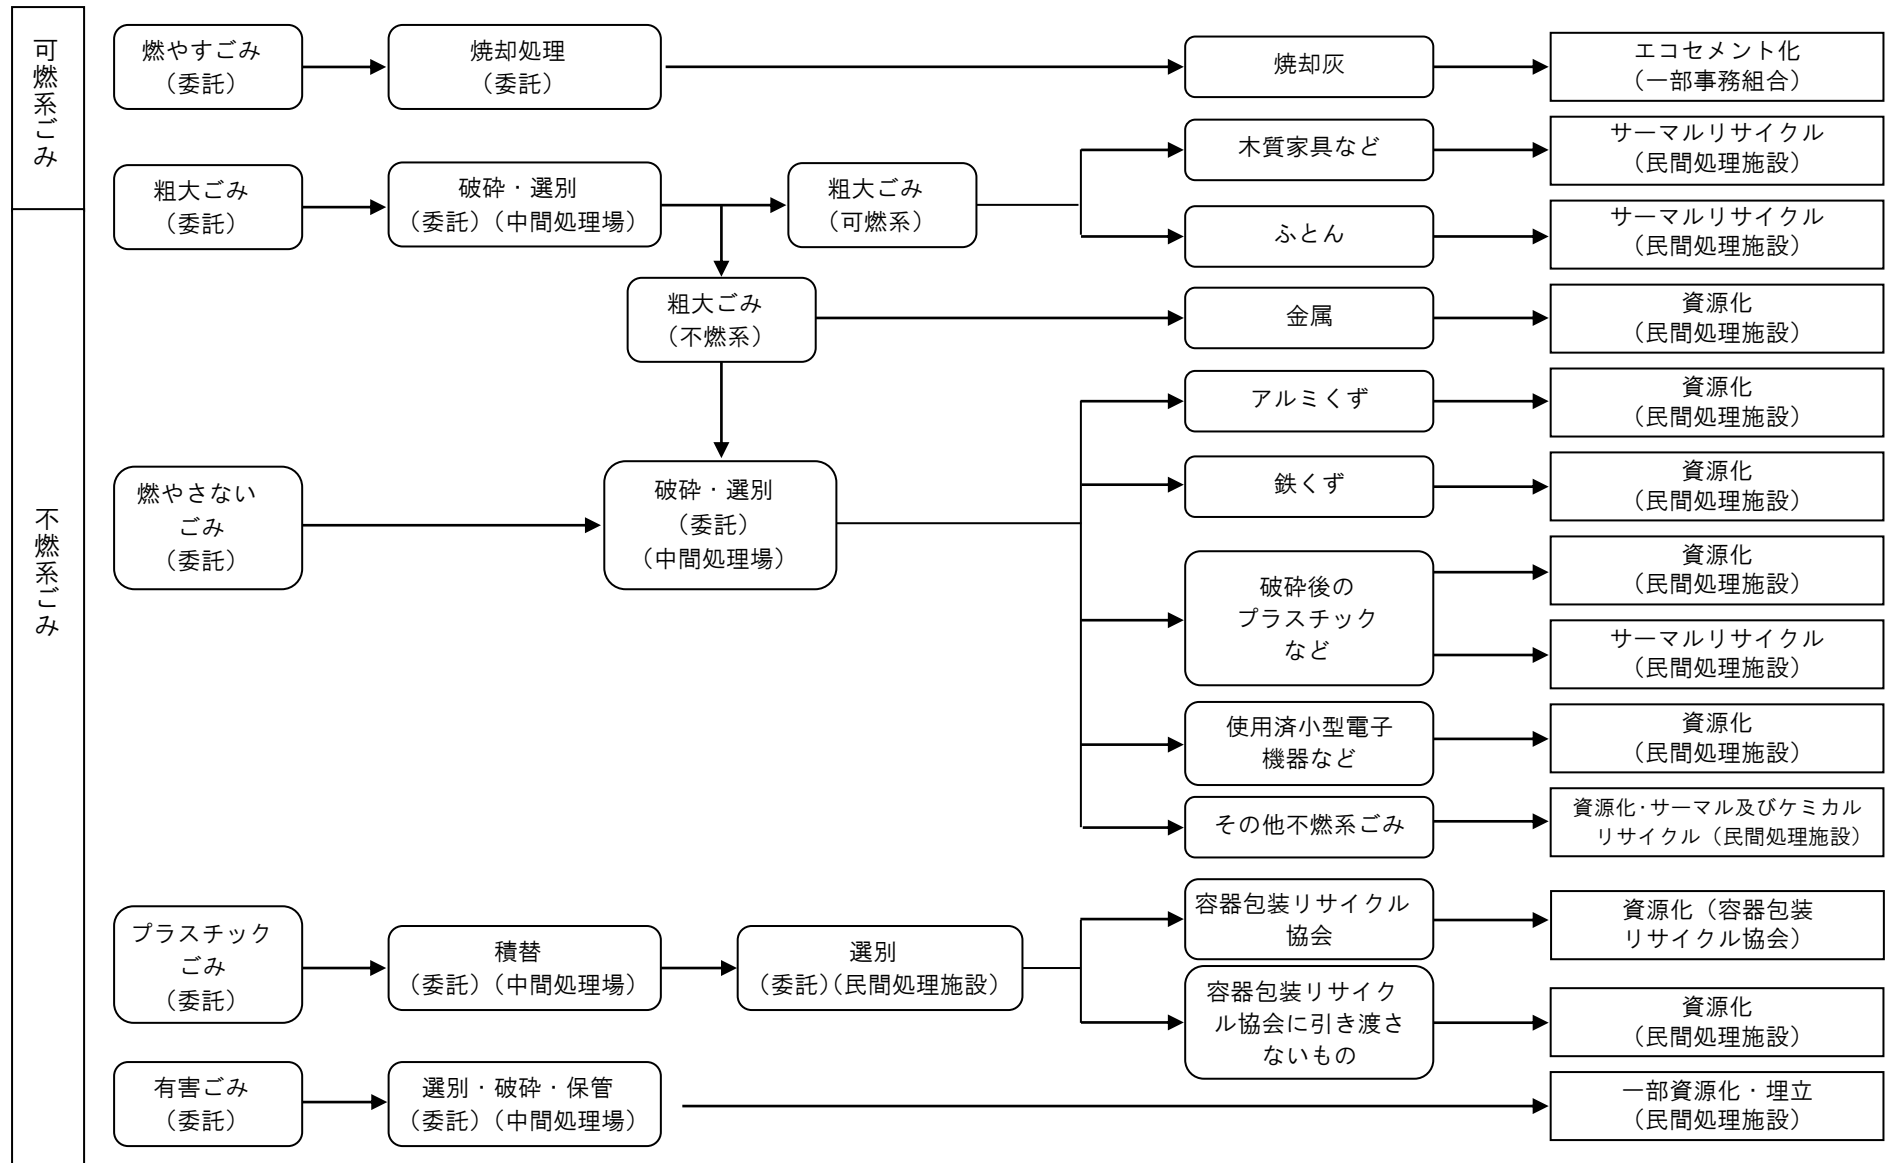 可燃系ごみ
燃やすごみ
（委託）
焼却処理
（委託）
焼却灰
エコセメント化
（一部事務組合）
粗大ごみ
（委託）
破砕・選別
（委託）（中間処理場）
粗大ごみ
（可燃系）
木質家具など
サーマルリサイクル
（民間処理施設）
ふとん
サーマルリサイクル
（民間処理施設）
不燃系ごみ
粗大ごみ
（不燃系）
金属
資源化
（民間処理施設）
燃やさない
ごみ
（委託）
破砕・選別
（委託）
（中間処理場）
アルミくず
資源化
（民間処理施設）
鉄くず
資源化
（民間処理施設）
破砕後の
プラスチック
など
資源化
（民間処理施設）
サーマルリサイクル
（民間処理施設）
使用済小型電子
機器など
資源化
（民間処理施設）
その他不燃系ごみ
資源化･サーマル及びケミカル
リサイクル（民間処理施設）
プラスチック
ごみ
（委託）
積替
（委託）（中間処理場）
選別
（委託）（民間処理施設）
容器包装リサイクル
協会
資源化（容器包装
リサイクル協会）
容器包装リサイク
ル協会に引き渡さ
ないもの
資源化
（民間処理施設）
有害ごみ
（委託）
選別・破砕・保管
（委託）（中間処理場）
一部資源化・埋立
（民間処理施設）